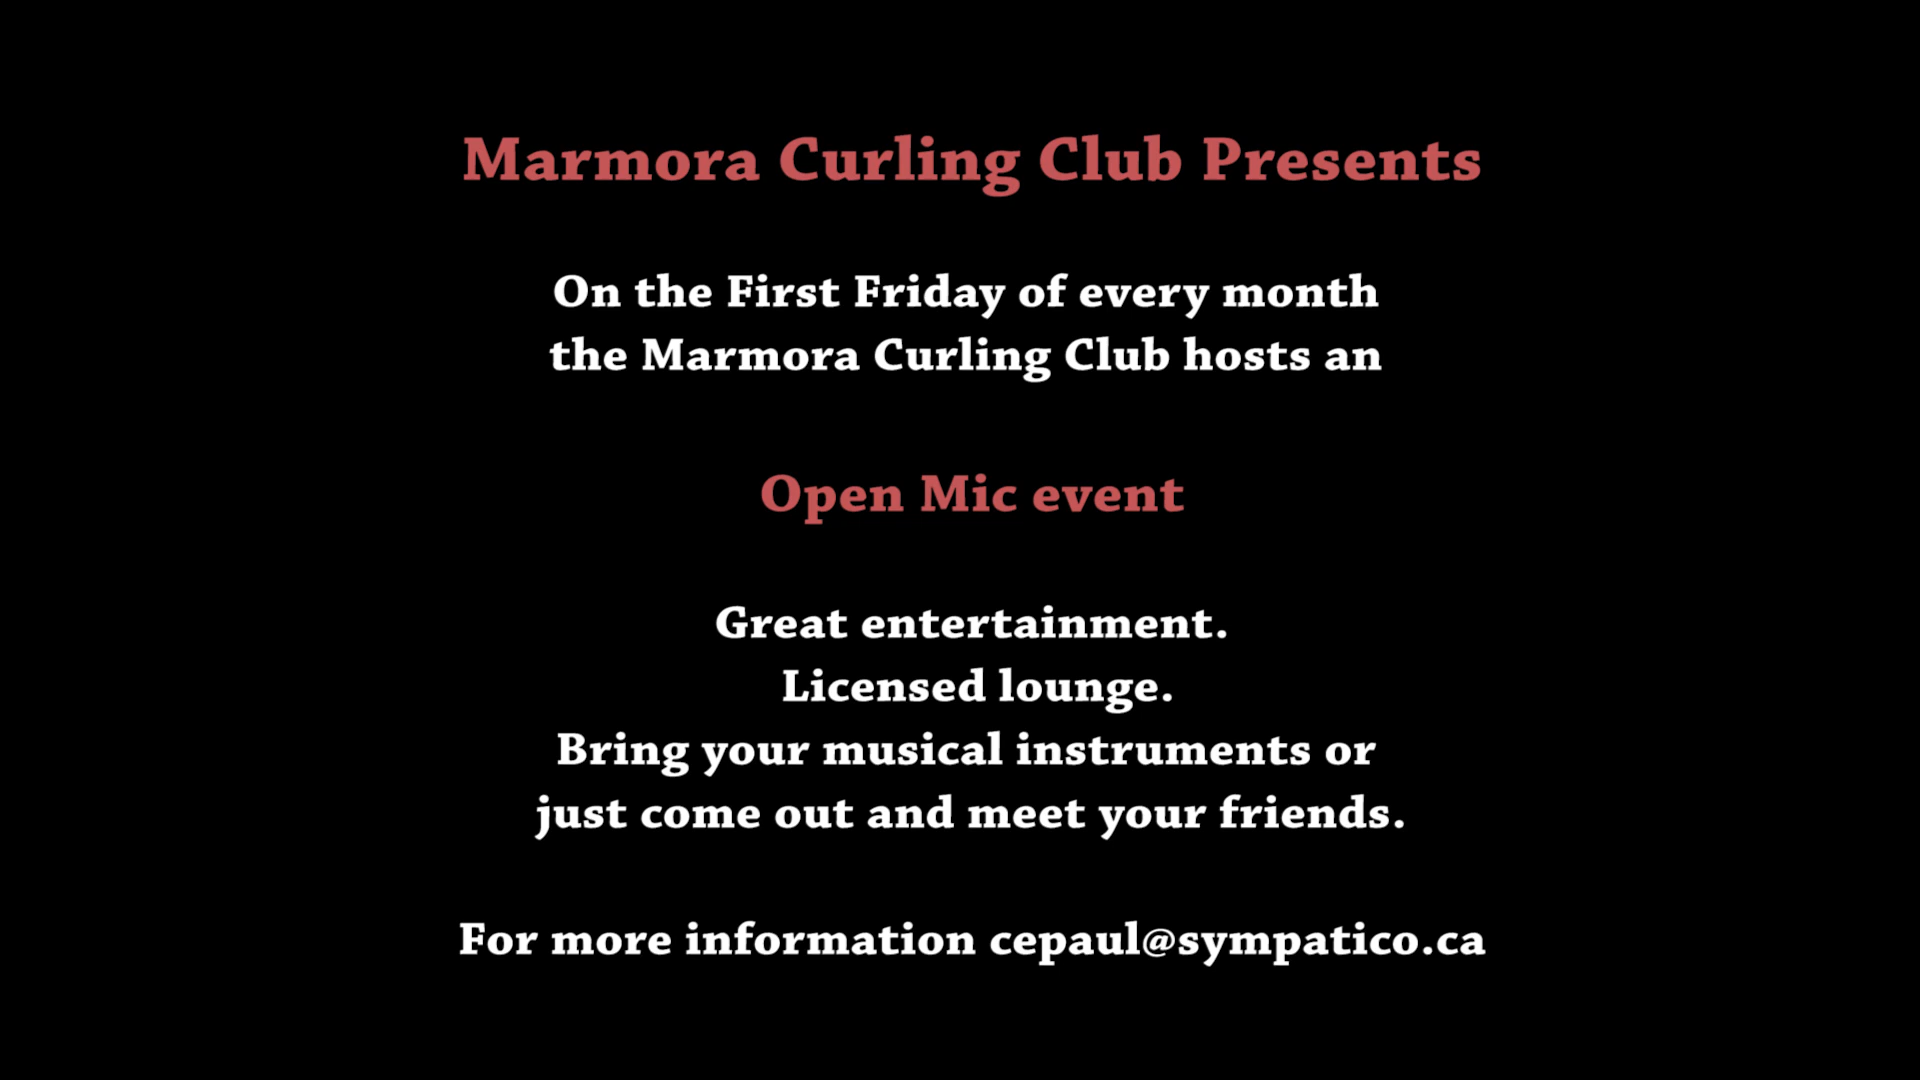 Marmora Curling Club Presents
On the First Friday of every month
the Marmora Curling Club hosts an
Open Mic event
Great entertainment.
Licensed lounge.
Bring your musical instruments or
just come out and meet your friends.
For more information cepaul@sympatico.ca